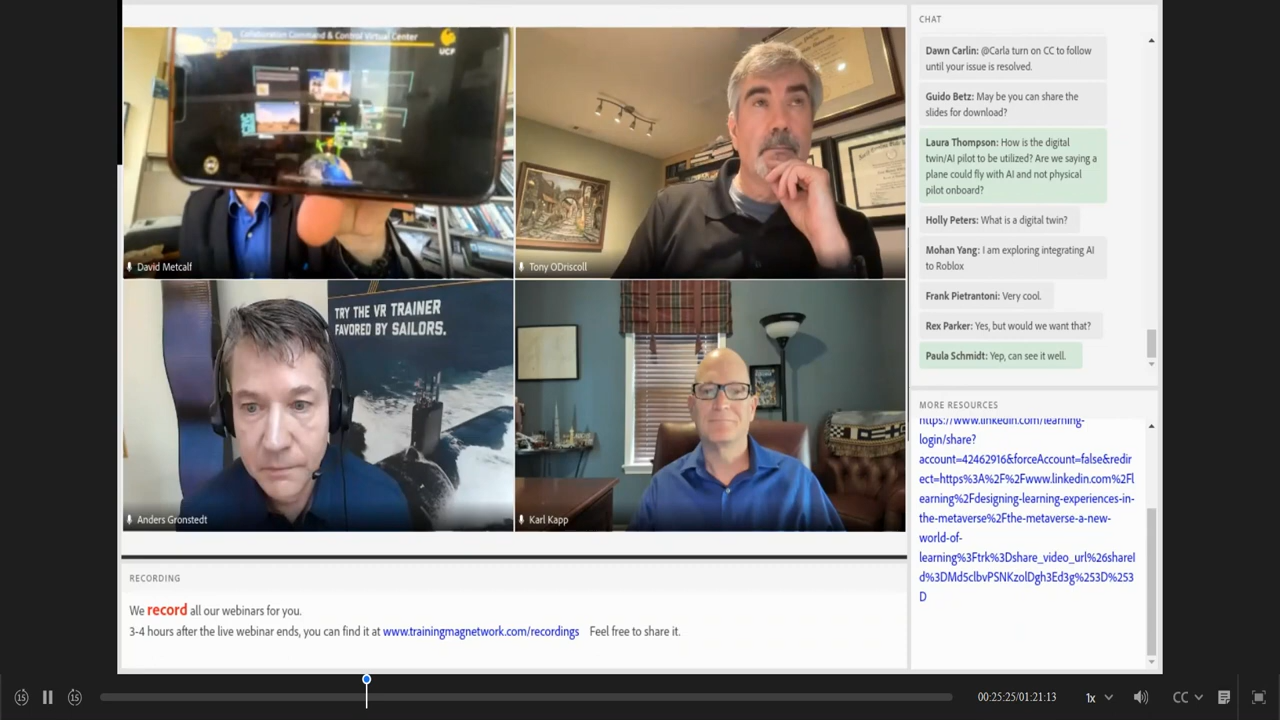 Collaboration Command & Control Virtual Center
UCF
David Metcalf
Tony ODriscoll
TRY THE VR TRAINER
FAVORED BY SAILORS.
Anders Gronstedt
Karl Kapp
RECORDING
We record all our webinars for you.
3-4 hours after the live webinar ends, you can find it at www.trainingmagnetwork.com/recordings Feel free to share it.
CHAT
Dawn Carlin: @Carla turn on CC to follow
until your issue is resolved.
Guido Betz: May be you can share the
slides for download?
Laura Thompson: How is the digital
twin/AI pilot to be utilized? Are we saying a
plane could fly with AI and not physical
pilot onboard?
Holly Peters: What is a digital twin?
Mohan Yang: I am exploring integrating AI
to Roblox
Frank Pietrantoni: Very cool.
Rex Parker: Yes, but would we want that?
Paula Schmidt: Yep, can see it well.
MORE RESOURCES
https://www.linkedin.com/learning-
login/share?
account=42462916&forceAccount=false&redir
ect=https%3A%2F%2Fwww.linkedin.com%2Fl
earning%2Fdesigning-learning-experiences-in-
the-metaverse%2Fthe-metaverse-a-new-
world-of-
learning%3Ftrk%3Dshare_video_url%26shareI
d%3DMd5clbvPSNKzolDgh3Ed3g%253D%253
D
15
15
00:25:25/01:21:13
1x
CC